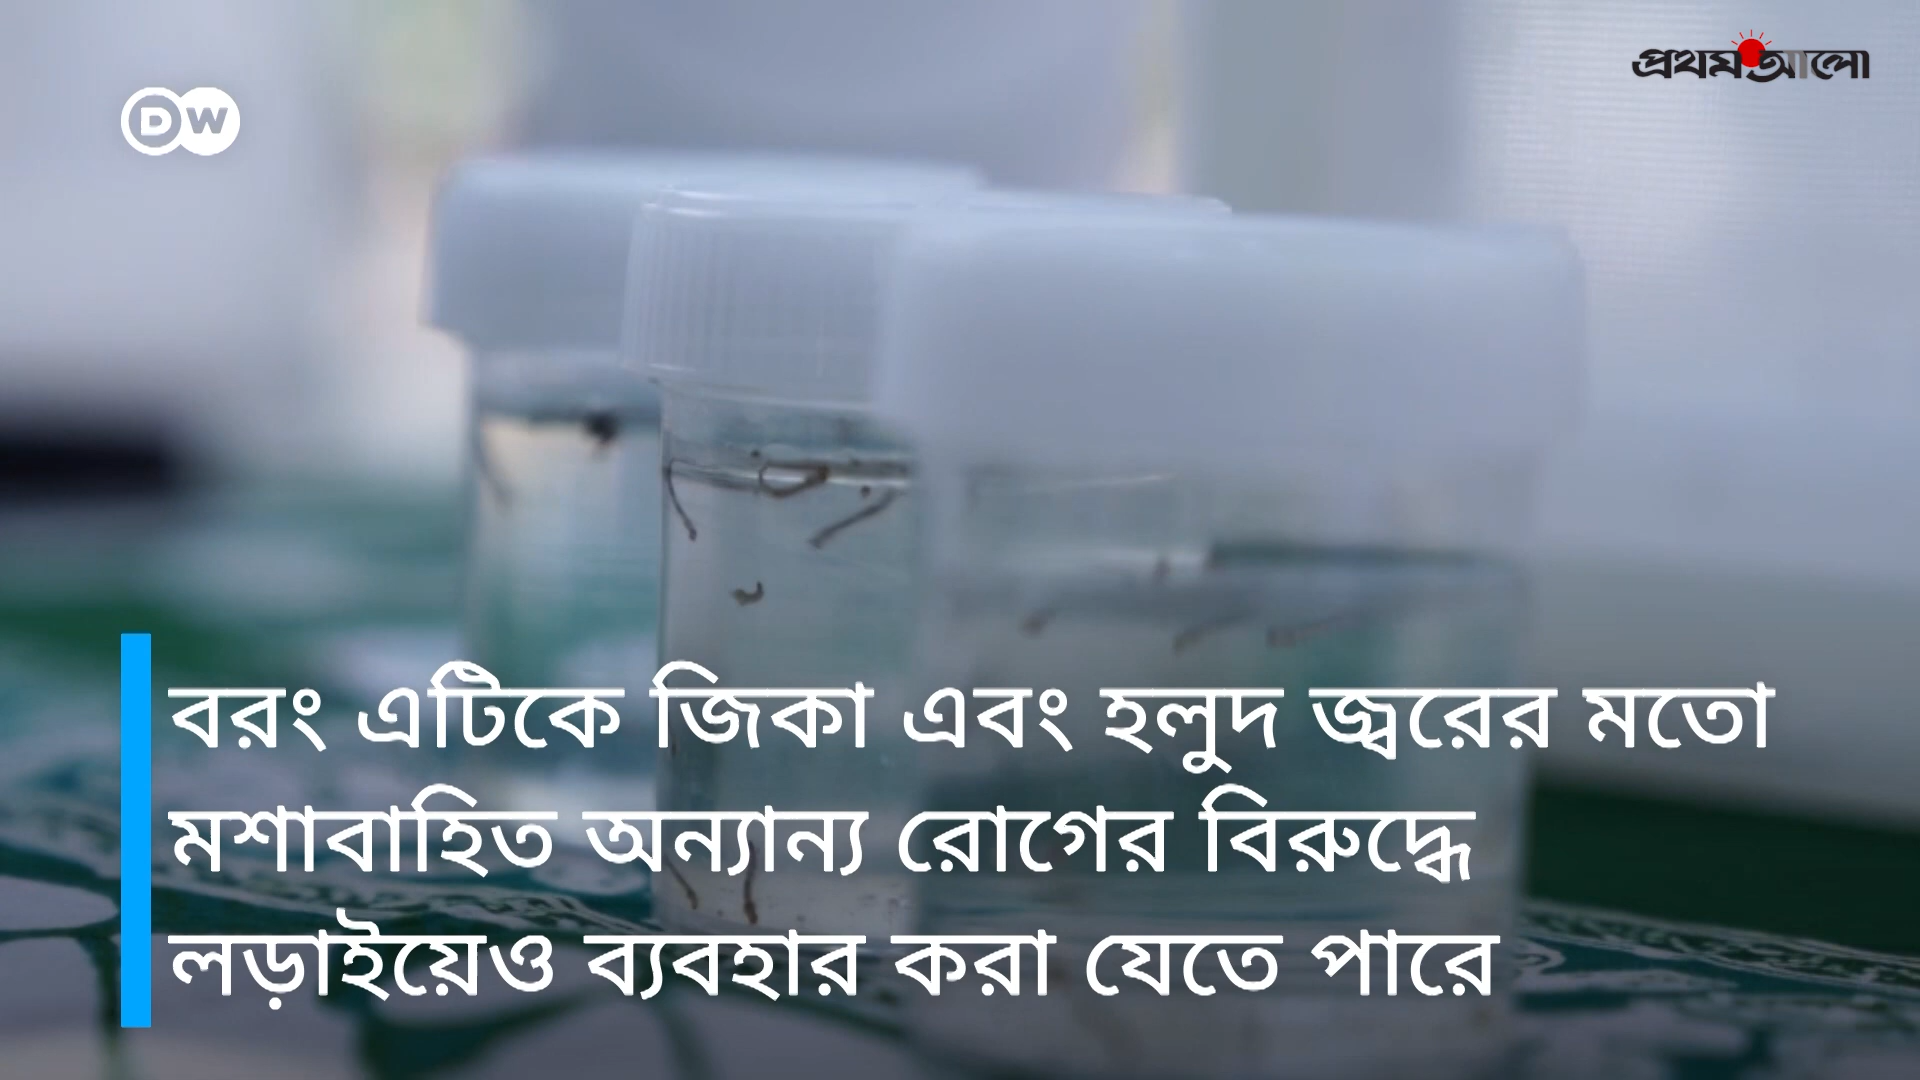 DW
প্রথম আলো
বরং এটিকে জিকা এবং হলুদ জ্বরের মতো
মশাবাহিত অন্যান্য রোগের বিরুদ্ধে
লড়াইয়েও ব্যবহার করা যেতে পারে